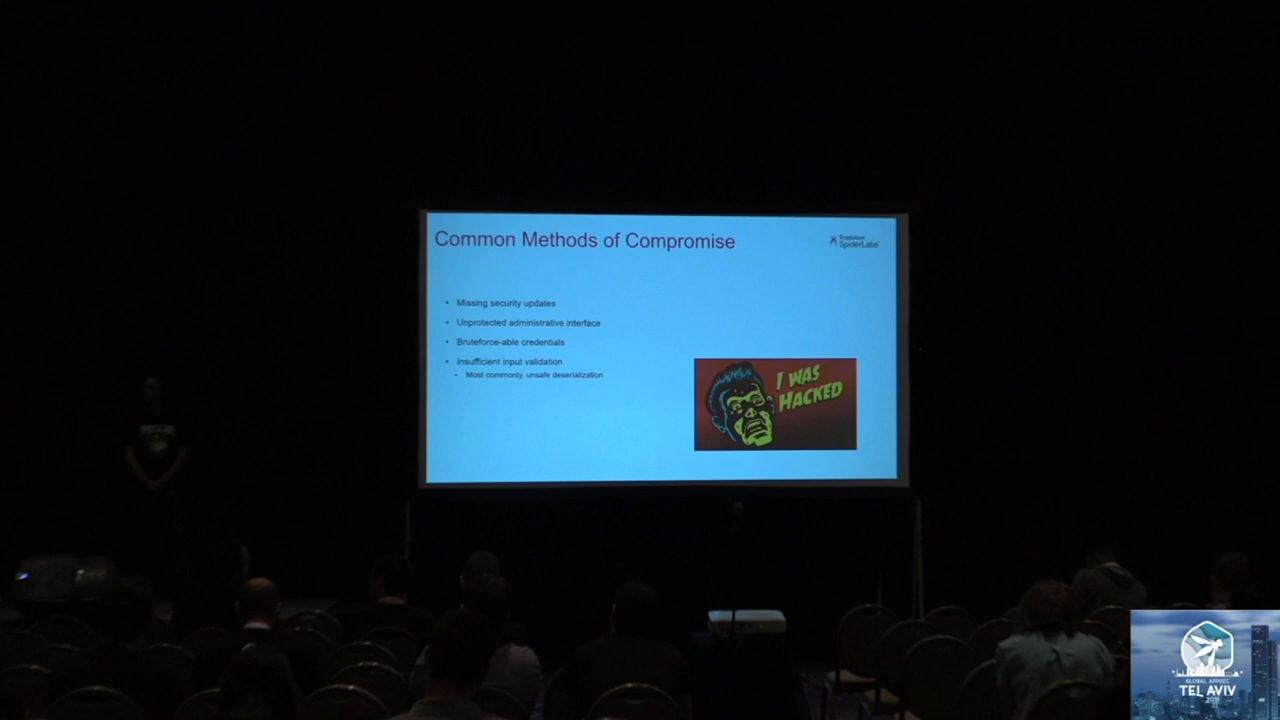 Common Methods of Compromise
Trustwave
SpiderLabs
• Missing security updates
• Unprotected administrative interface
• Bruteforce-able credentials
• Insufficient input validation
• Most commonly, unsafe deserialization
I WAS
HACKED
GLOBAL APPSEC
TEL AVIV